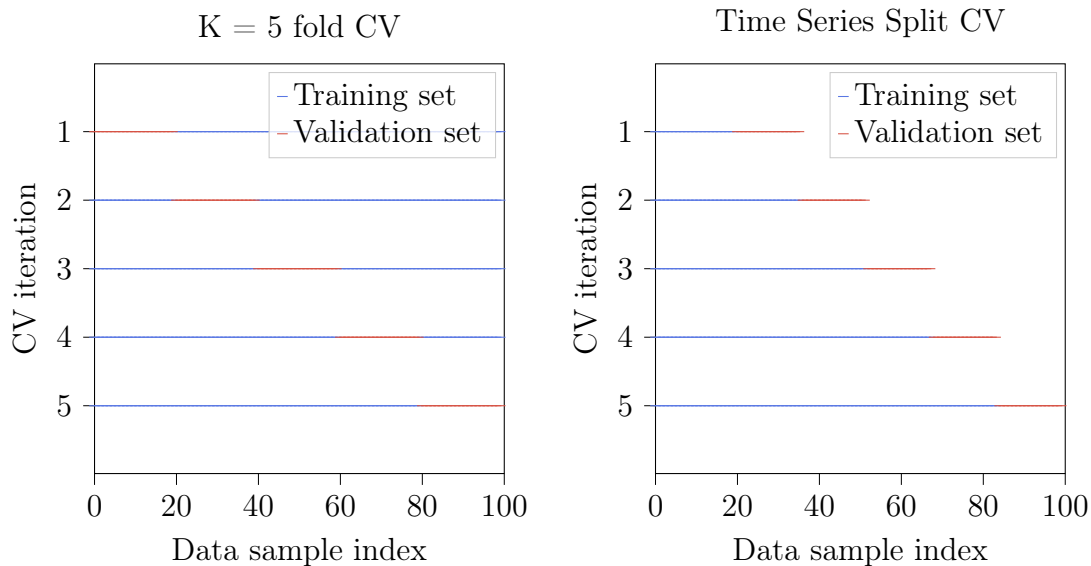 K = 5 fold CV
Training set
Validation set
1
2
3
4
5
CV iteration
0 20 40 60 80 100
Data sample index
Time Series Split CV
Training set
Validation set
1
2
3
4
5
CV iteration
0 20 40 60 80 100
Data sample index